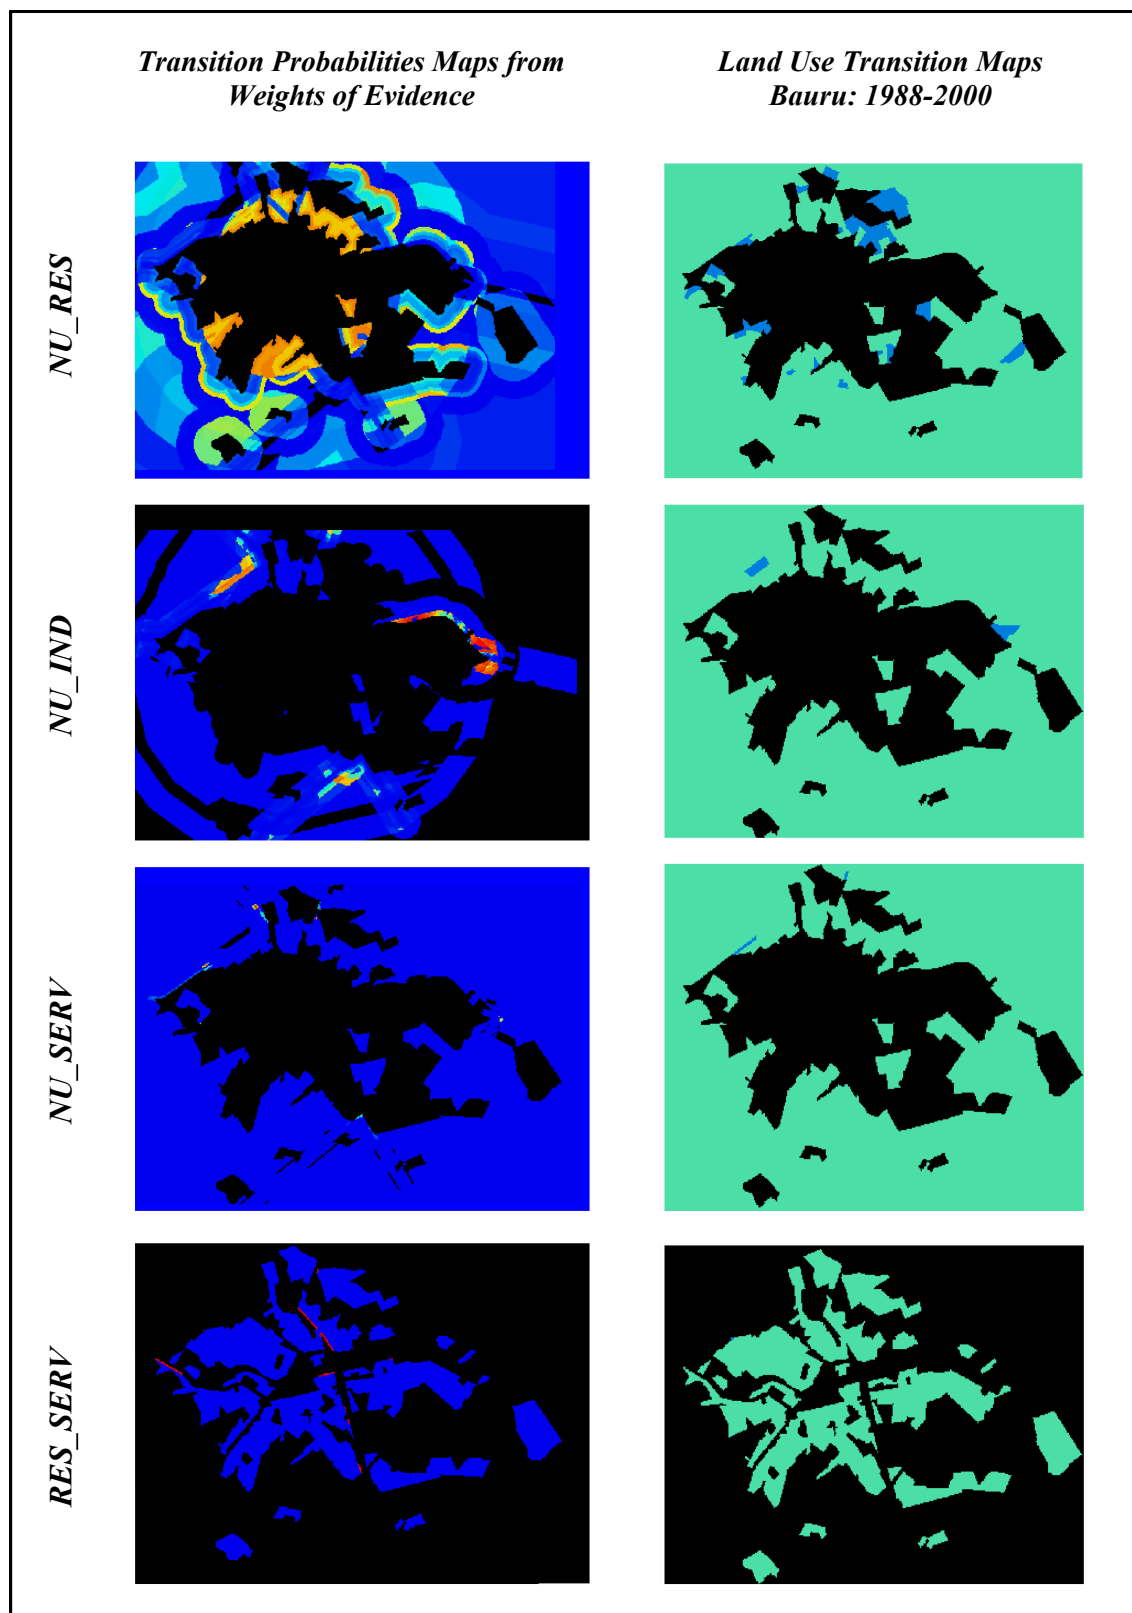 Transition Probabilities Maps from
Weights of Evidence
Land Use Transition Maps
Bauru: 1988-2000
NU_RES
NU_IND
NU_SERV
RES_SERV